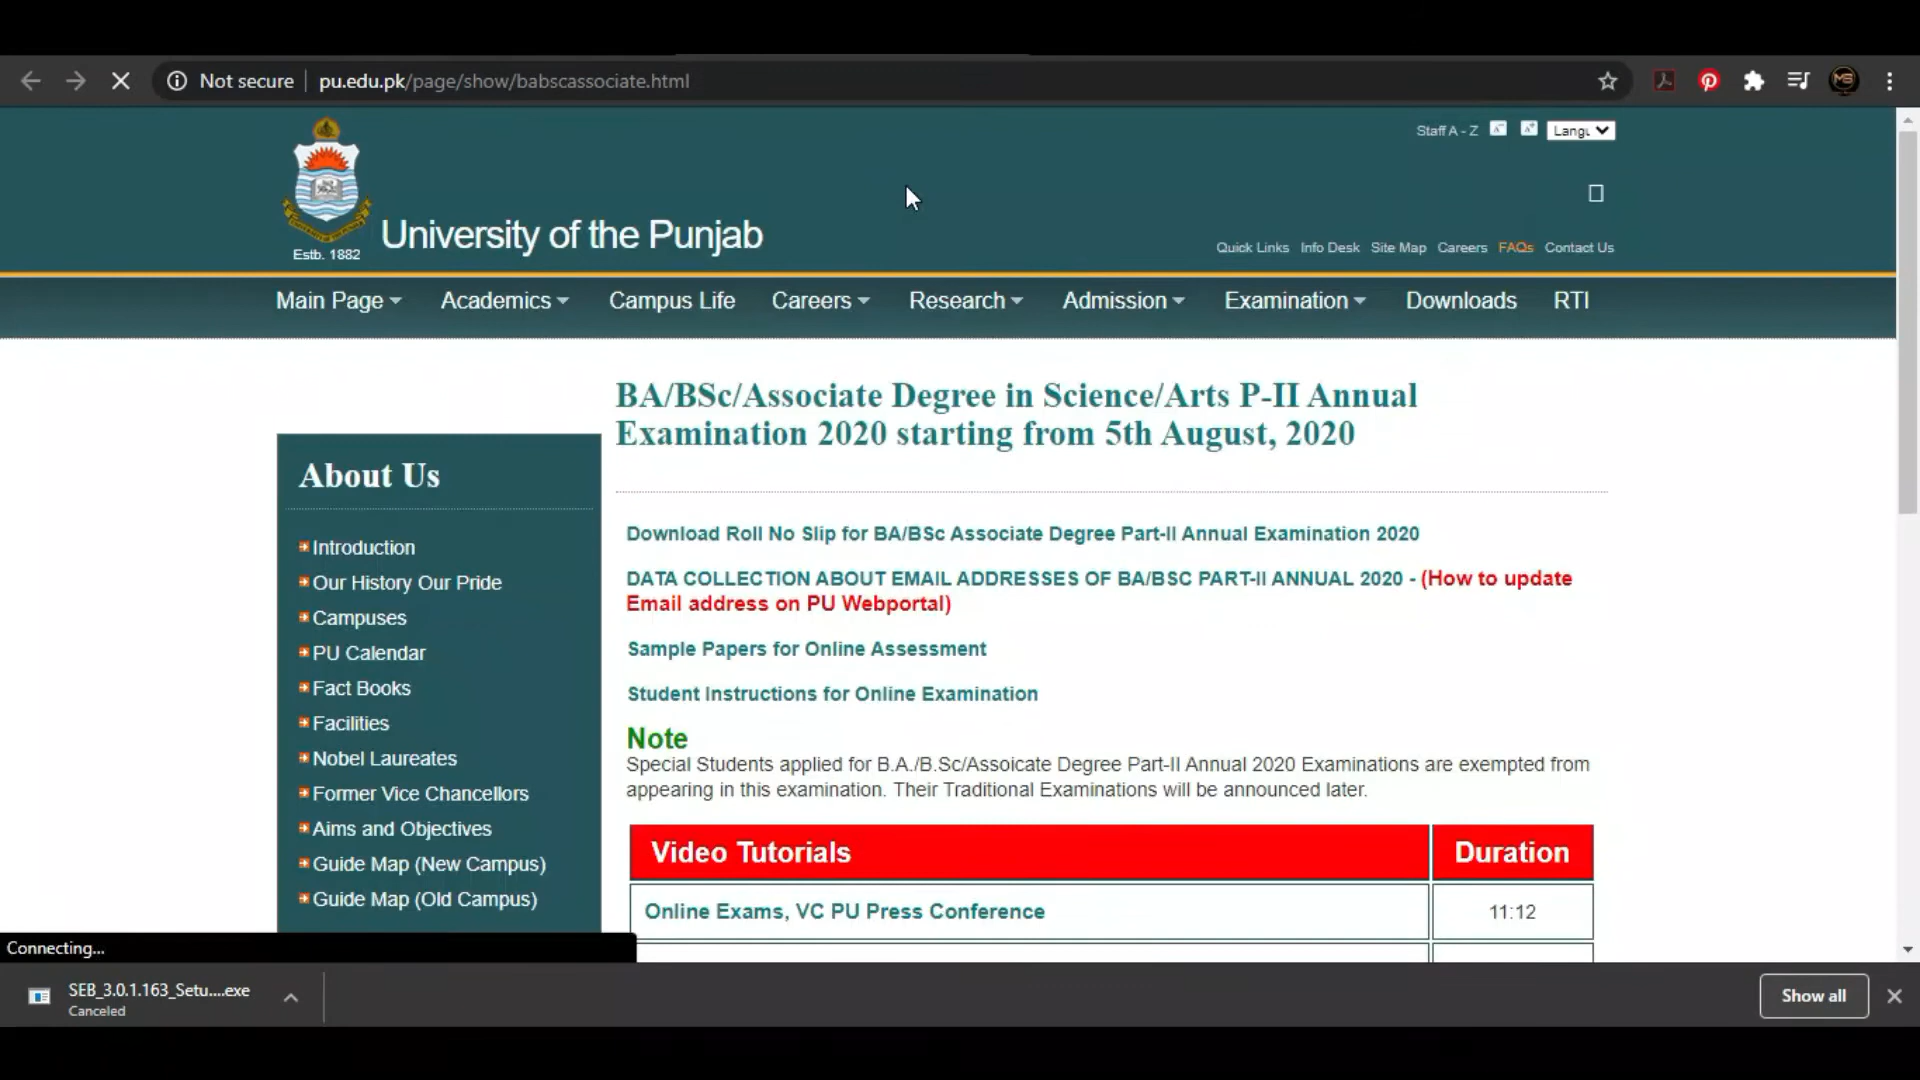 Not secure
pu.edu.pk/page/show/babscassociate.html
Staff A - Z
Langu
Estb. 1882
University of the Punjab
Quick Links Info Desk Site Map Careers FAQs Contact Us
Main Page Academics Campus Life Careers Research Admission Examination Downloads RTI
BA/BSc/Associate Degree in Science/Arts P-II Annual
Examination 2020 starting from 5th August, 2020
About Us
Introduction
Our History Our Pride
Campuses
PU Calendar
Fact Books
Facilities
Nobel Laureates
Former Vice Chancellors
Aims and Objectives
Guide Map (New Campus)
Guide Map (Old Campus)
Download Roll No Slip for BA/BSc Associate Degree Part-II Annual Examination 2020
DATA COLLECTION ABOUT EMAIL ADDRESSES OF BA/BSC PART-II ANNUAL 2020 - (How to update
Email address on PU Webportal)
Sample Papers for Online Assessment
Student Instructions for Online Examination
Note
Special Students applied for B.A./B.Sc/Assoicate Degree Part-II Annual 2020 Examinations are exempted from
appearing in this examination. Their Traditional Examinations will be announced later.
Video Tutorials Duration
Online Exams, VC PU Press Conference 11:12
Connecting...
SEB_3.0.1.163_Setu....exe
Canceled
Show all